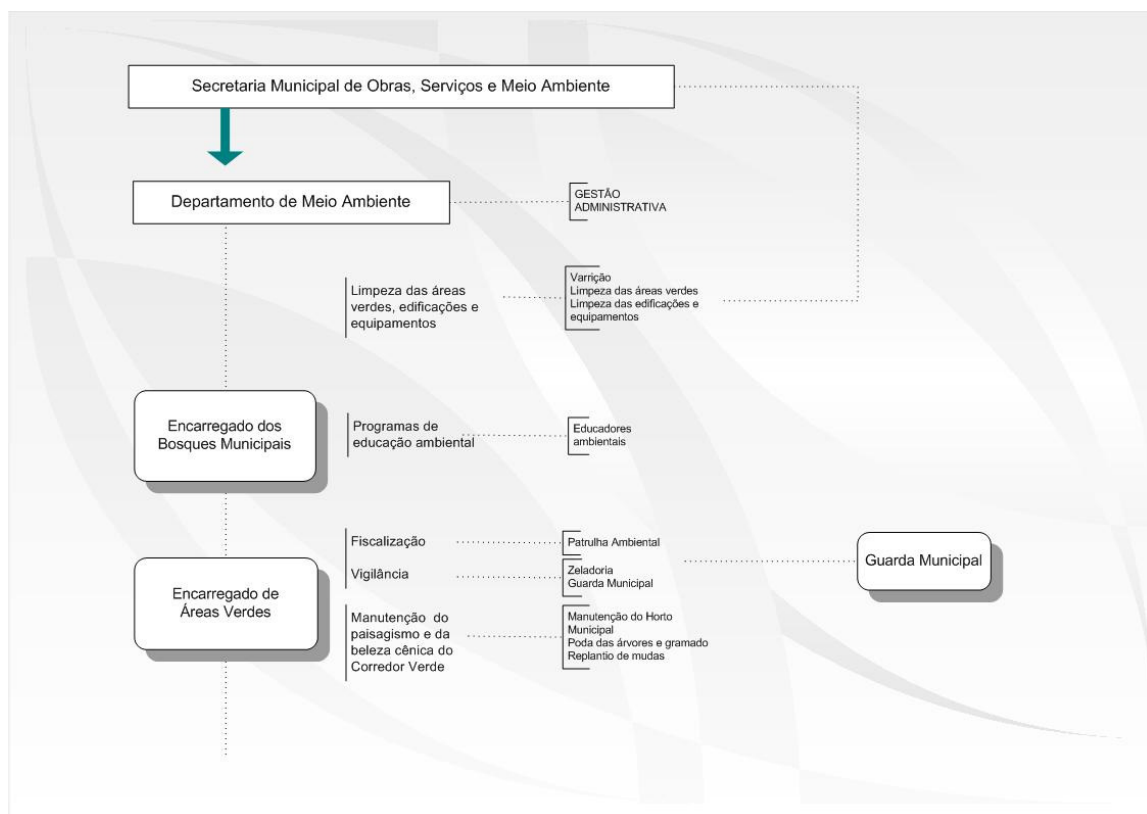 Secretaria Municipal de Obras, Serviços e Meio Ambiente
Departamento de Meio Ambiente
GESTÃO
ADMINISTRATIVA
Limpeza das áreas
verdes, edificações e
equipamentos
Varrição
Limpeza das áreas verdes
Limpeza das edificações e
equipamentos
Encarregado dos
Bosques Municipais
Programas de
educação ambiental
Educadores
ambientais
Encarregado de
Áreas Verdes
Fiscalização
Patrulha Ambiental
Vigilância
Zeladoria
Guarda Municipal
Guarda Municipal
Manutenção do
paisagismo e da
beleza cênica do
Corredor Verde
Manutenção do Horto
Municipal
Poda das árvores e gramado
Replantio de mudas